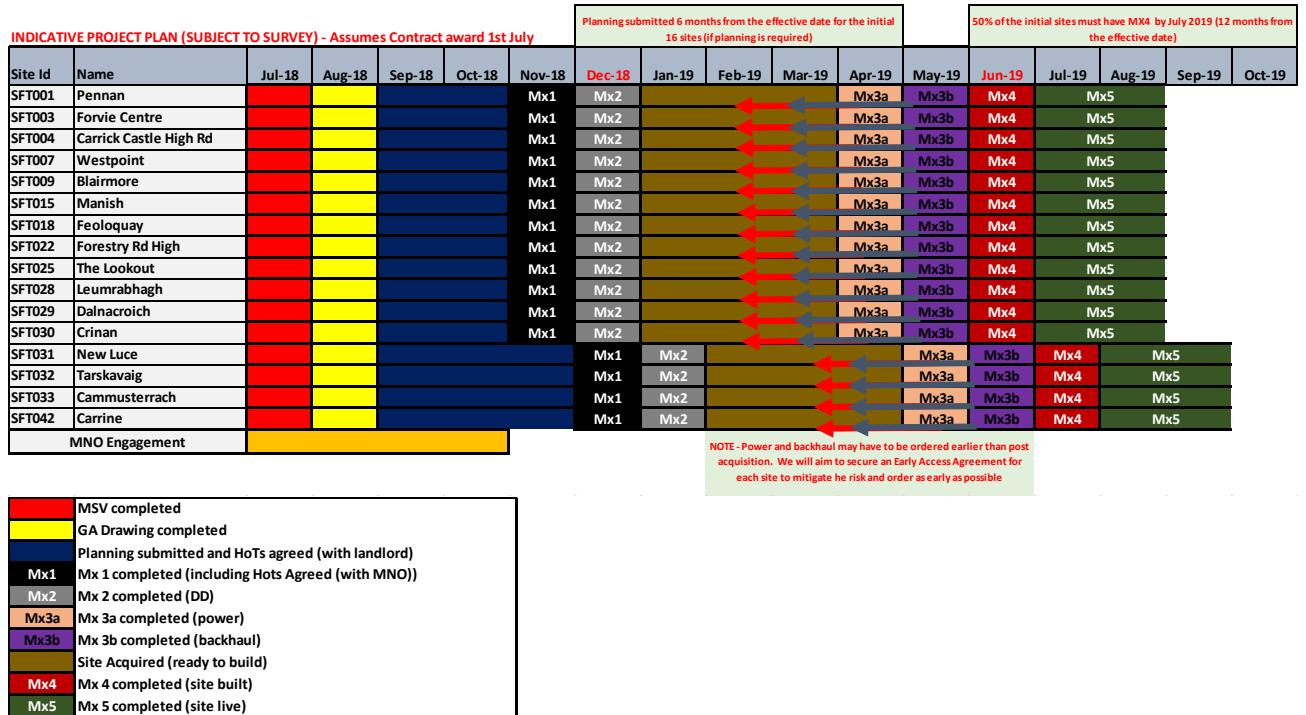 Planning submitted 6 months from the effective date for the initial
16 sites (if planning is required)
50% of the initial sites must have MX4 by July 2019 (12 months from
the effective date)
INDICATIVE PROJECT PLAN (SUBJECT TO SURVEY) - Assumes Contract award 1st July
Site Id Name Jul-18 Aug-18 Sep-18 Oct-18 Nov-18 Dec-18 Jan-19 Feb-19 Mar-19 Apr-19 May-19 Jun-19 Jul-19 Aug-19 Sep-19 Oct-19
SFT001 Pennan Mx1 Mx2 Mx3a Mx3b Mx4 Mx5
SFT003 Forvie Centre Mx1 Mx2 Mx3a Mx3b Mx4 Mx5
SFT004 Carrick Castle High Rd Mx1 Mx2 Mx3a Mx3b Mx4 Mx5
SFT007 Westpoint Mx1 Mx2 Mx3a Mx3b Mx4 Mx5
SFT009 Blairmore Mx1 Mx2 Mx3a Mx3b Mx4 Mx5
SFT015 Manish Mx1 Mx2 Mx3a Mx3b Mx4 Mx5
SFT018 Feoloquay Mx1 Mx2 Mx3a Mx3b Mx4 Mx5
SFT022 Forestry Rd High Mx1 Mx2 Mx3a Mx3b Mx4 Mx5
SFT025 The Lookout Mx1 Mx2 Mx3a Mx3b Mx4 Mx5
SFT028 Leumrabhagh Mx1 Mx2 Mx3a Mx3b Mx4 Mx5
SFT029 Dalnacroich Mx1 Mx2 Mx3a Mx3b Mx4 Mx5
SFT030 Crinan Mx1 Mx2 Mx3a Mx3b Mx4 Mx5
SFT031 New Luce Mx1 Mx2 Mx3a Mx3b Mx4 Mx5
SFT032 Tarskavaig Mx1 Mx2 Mx3a Mx3b Mx4 Mx5
SFT033 Cammusterrach Mx1 Mx2 Mx3a Mx3b Mx4 Mx5
SFT042 Carrine Mx1 Mx2 Mx3a Mx3b Mx4 Mx5
MNO Engagement
NOTE - Power and backhaul may have to be ordered earlier than post
acquisition. We will aim to secure an Early Access Agreement for
each site to mitigate he risk and order as early as possible
MSV completed
GA Drawing completed
Planning submitted and HoTs agreed (with landlord)
Mx1 Mx 1 completed (including Hots Agreed (with MNO))
Mx2 Mx 2 completed (DD)
Mx3a Mx 3a completed (power)
Mx3b Mx 3b completed (backhaul)
Site Acquired (ready to build)
Mx4 Mx 4 completed (site built)
Mx5 Mx 5 completed (site live)